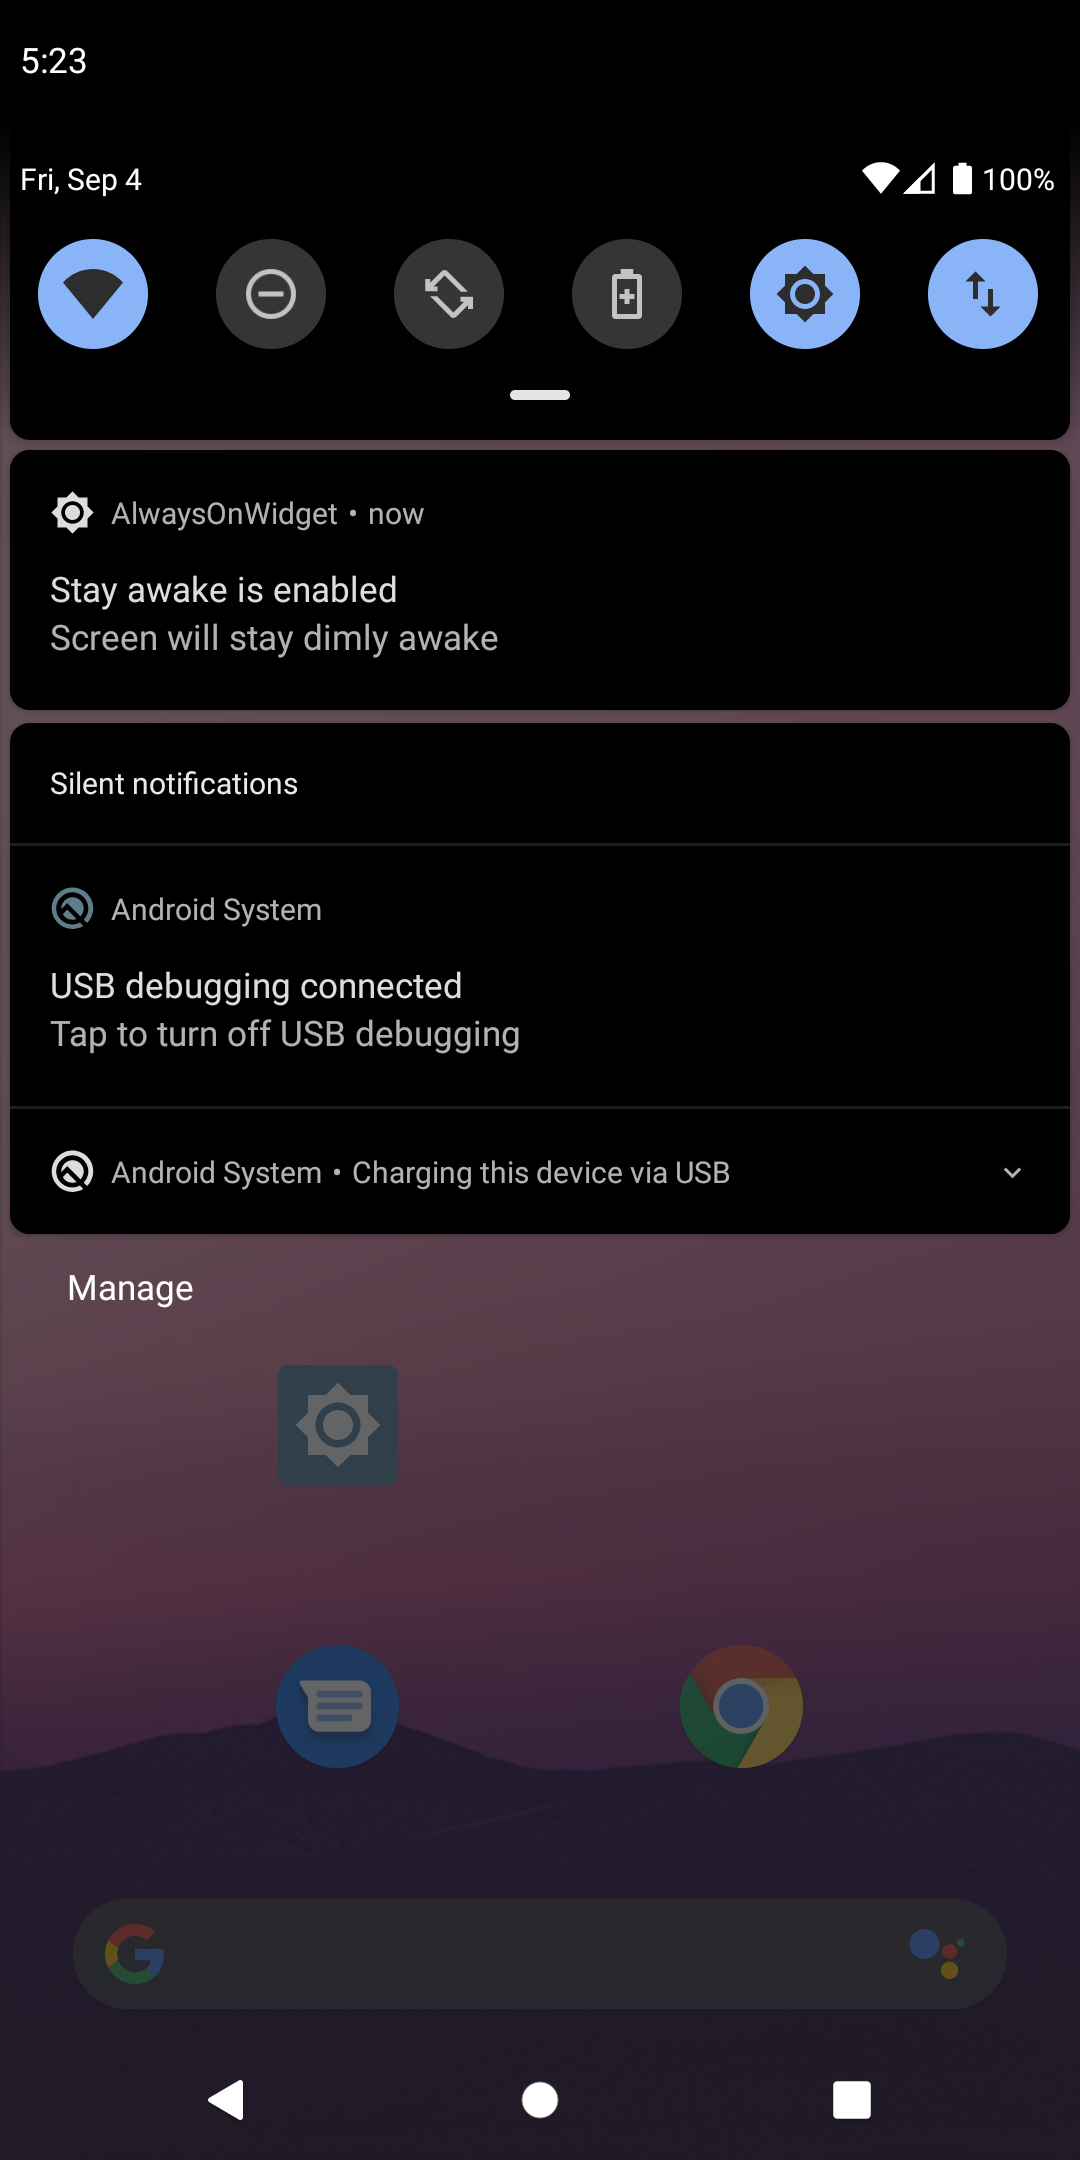 5:23
Fri, Sep 4
100%
AlwaysOnWidget • now
Stay awake is enabled
Screen will stay dimly awake
Silent notifications
Android System
USB debugging connected
Tap to turn off USB debugging
Android System • Charging this device via USB
Manage